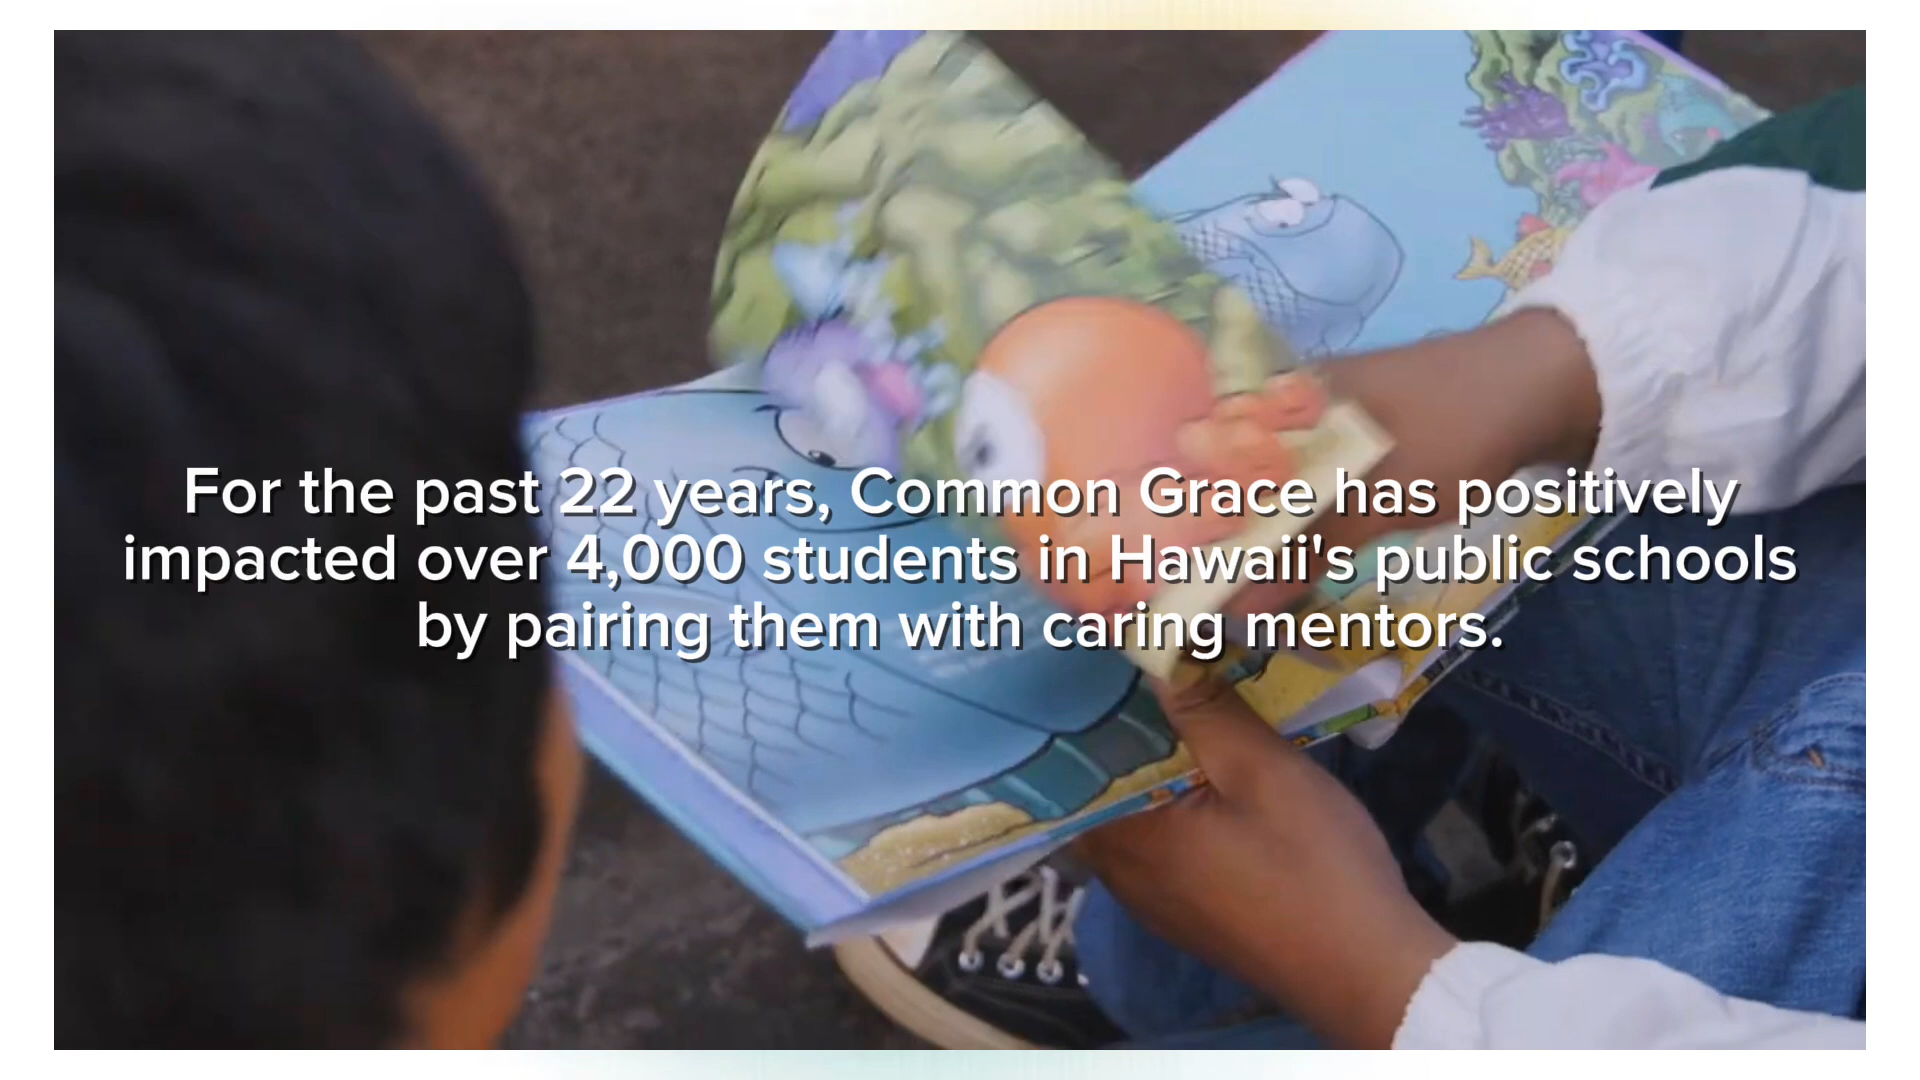 For the past 22 years, Common Grace has positively
impacted over 4,000 students in Hawaii's public schools
by pairing them with caring mentors.